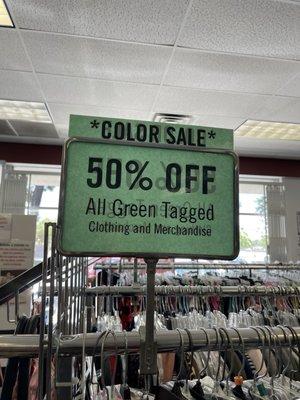 *COLOR SALE*
50% OFF
All Green Tagged
Clothing and Merchandise